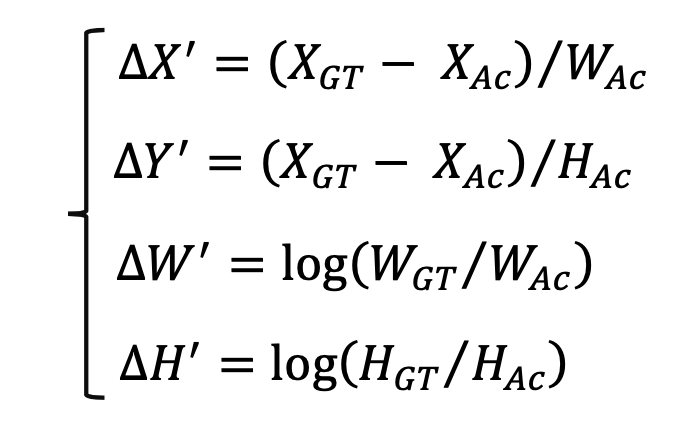 ΔX′ = (X_GT − X_Ac)/W_Ac
ΔY′ = (X_GT − X_Ac)/H_Ac
ΔW′ = log(W_GT/W_Ac)
ΔH′ = log(H_GT/H_Ac)